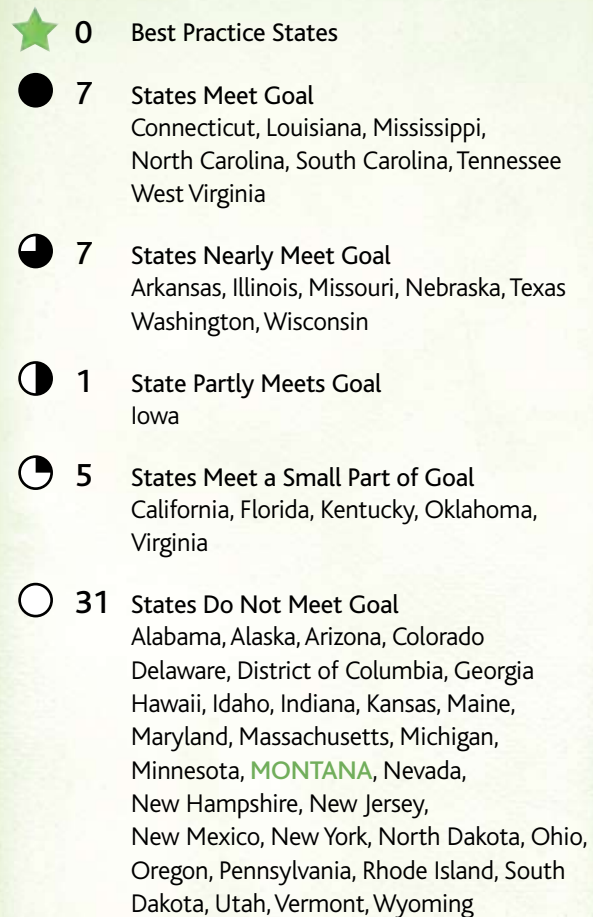 0 Best Practice States
7 States Meet Goal
Connecticut, Louisiana, Mississippi,
North Carolina, South Carolina, Tennessee
West Virginia
7 States Nearly Meet Goal
Arkansas, Illinois, Missouri, Nebraska, Texas
Washington, Wisconsin
1 State Partly Meets Goal
Iowa
5 States Meet a Small Part of Goal
California, Florida, Kentucky, Oklahoma,
Virginia
31 States Do Not Meet Goal
Alabama, Alaska, Arizona, Colorado
Delaware, District of Columbia, Georgia
Hawaii, Idaho, Indiana, Kansas, Maine,
Maryland, Massachusetts, Michigan,
Minnesota, MONTANA, Nevada,
New Hampshire, New Jersey,
New Mexico, New York, North Dakota, Ohio,
Oregon, Pennsylvania, Rhode Island, South
Dakota, Utah, Vermont, Wyoming